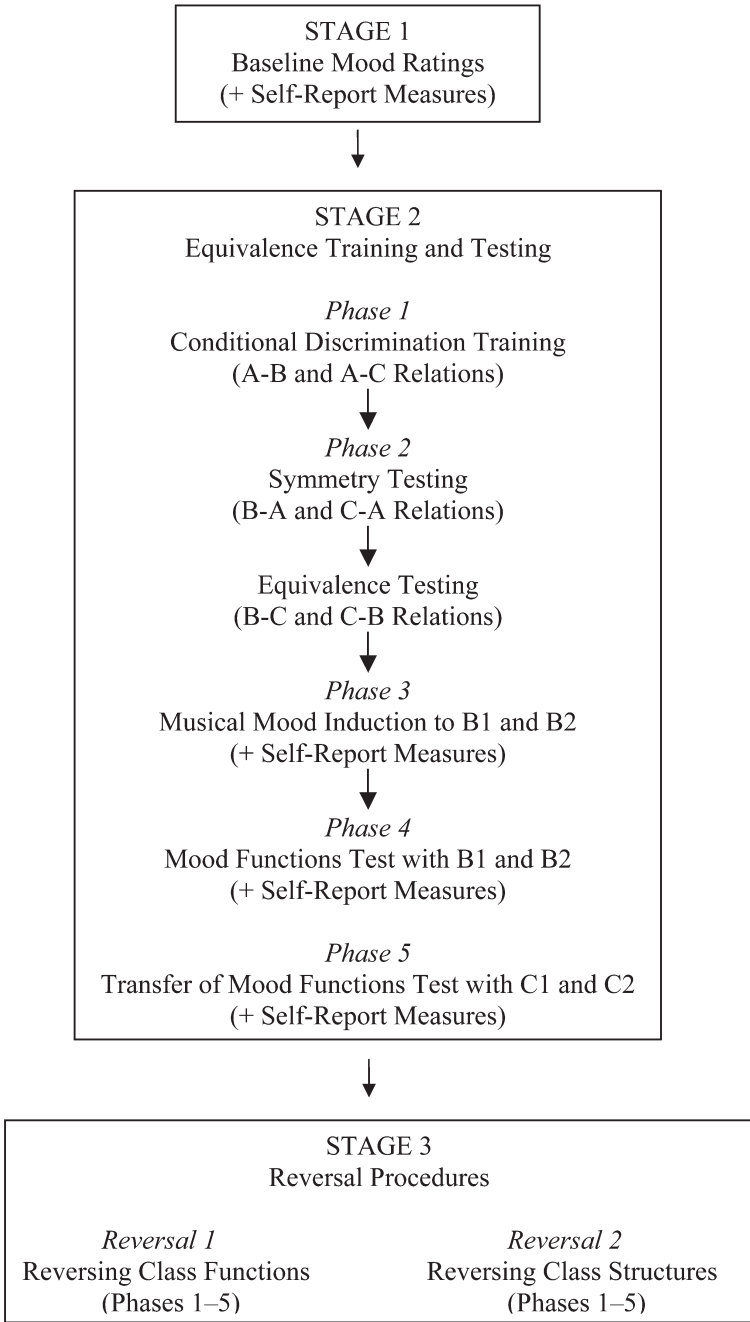 STAGE 1
Baseline Mood Ratings
(+ Self-Report Measures)
STAGE 2
Equivalence Training and Testing
Phase 1
Conditional Discrimination Training
(A-B and A-C Relations)
Phase 2
Symmetry Testing
(B-A and C-A Relations)
Equivalence Testing
(B-C and C-B Relations)
Phase 3
Musical Mood Induction to B1 and B2
(+ Self-Report Measures)
Phase 4
Mood Functions Test with B1 and B2
(+ Self-Report Measures)
Phase 5
Transfer of Mood Functions Test with C1 and C2
(+ Self-Report Measures)
STAGE 3
Reversal Procedures
Reversal 1
Reversing Class Functions
(Phases 1–5)
Reversal 2
Reversing Class Structures
(Phases 1–5)